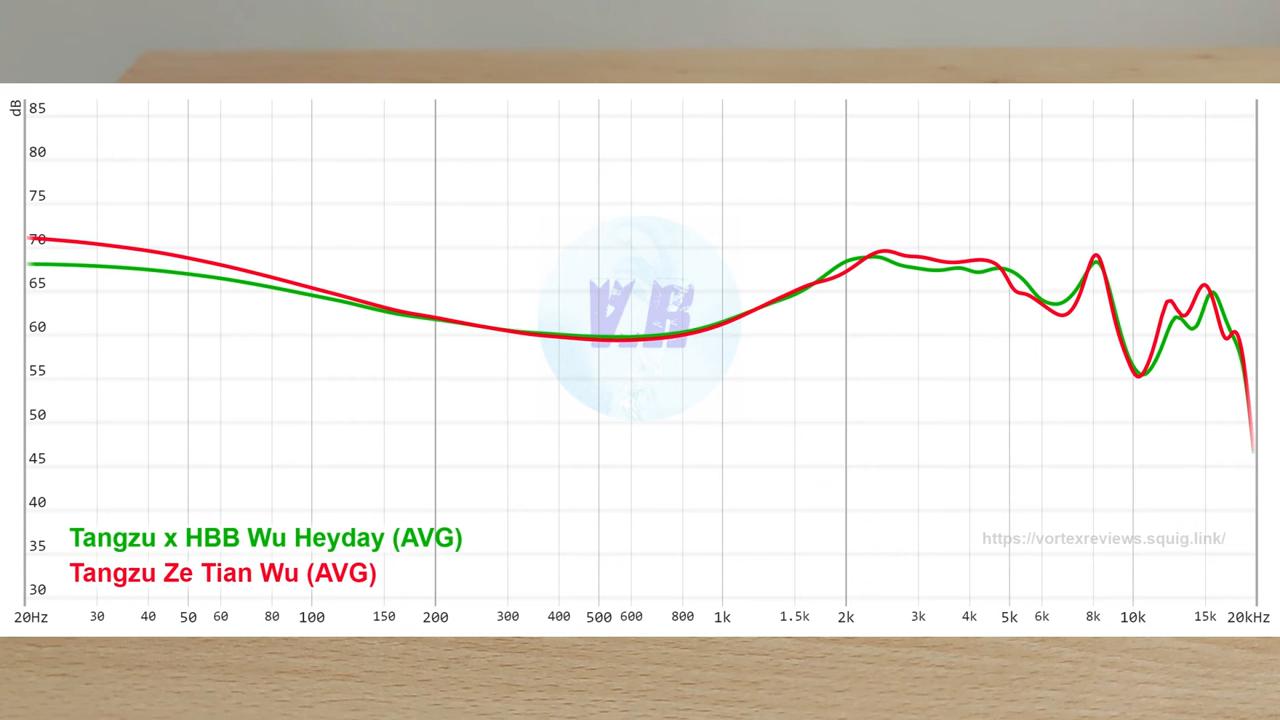 dB
85
80
75
70
65
60
55
50
45
40
35
30
VR
Tangzu x HBB Wu Heyday (AVG)
https://vortexreviews.squig.link/
Tangzu Ze Tian Wu (AVG)
20Hz 30 40 50 60 80 100 150 200 300 400 500 600 800 1k 1.5k 2k 3k 4k 5k 6k 8k 10k 15k 20kHz